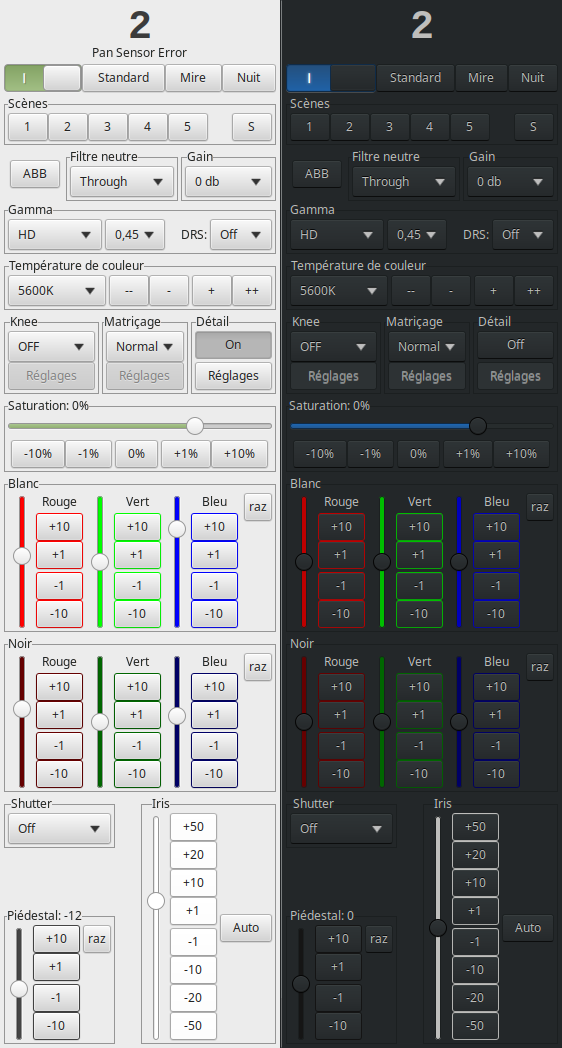 2
Pan Sensor Error
I Standard Mire Nuit
Scènes
1 2 3 4 5 S
Filtre neutre Gain
ABB Through 0 db
Gamma
HD 0,45 DRS: Off
Température de couleur
5600K -- - + ++
Knee Matriçage Détail
OFF Normal On
Réglages Réglages Réglages
Saturation: 0%
-10% -1% 0% +1% +10%
Blanc
Rouge Vert Bleu raz
+10 +10 +10
+1 +1 +1
-1 -1 -1
-10 -10 -10
Noir
Rouge Vert Bleu raz
+10 +10 +10
+1 +1 +1
-1 -1 -1
-10 -10 -10
Shutter
Off
Piédestal: -12
+10 raz
+1
-1
-10
Iris
+50
+20
+10
+1
Auto
-1
-10
-20
-50
2
I Standard Mire Nuit
Scènes
1 2 3 4 5 S
Filtre neutre Gain
ABB Through 0 db
Gamma
HD 0,45 DRS: Off
Température de couleur
5600K -- - + ++
Knee Matriçage Détail
OFF Normal Off
Réglages Réglages Réglages
Saturation: 0%
-10% -1% 0% +1% +10%
Blanc
Rouge Vert Bleu raz
+10 +10 +10
+1 +1 +1
-1 -1 -1
-10 -10 -10
Noir
Rouge Vert Bleu raz
+10 +10 +10
+1 +1 +1
-1 -1 -1
-10 -10 -10
Shutter
Off
Piédestal: 0
+10 raz
+1
-1
-10
Iris
+50
+20
+10
+1
Auto
-1
-10
-20
-50